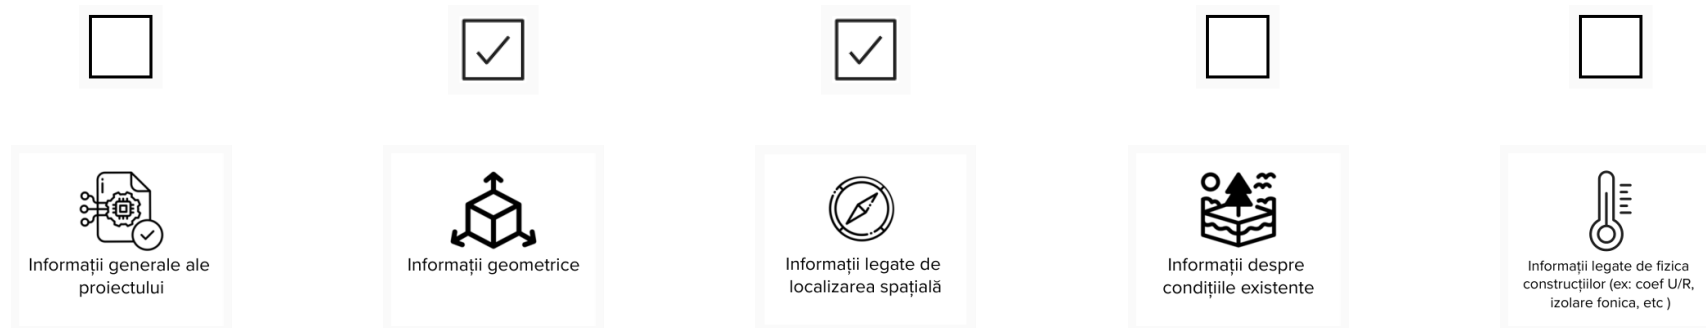 Informații generale ale
proiectului
Informații geometrice
Informații legate de
localizarea spațială
Informații despre
condițiile existente
Informații legate de fizica
construcțiilor (ex: coef U/R,
izolare fonica, etc )